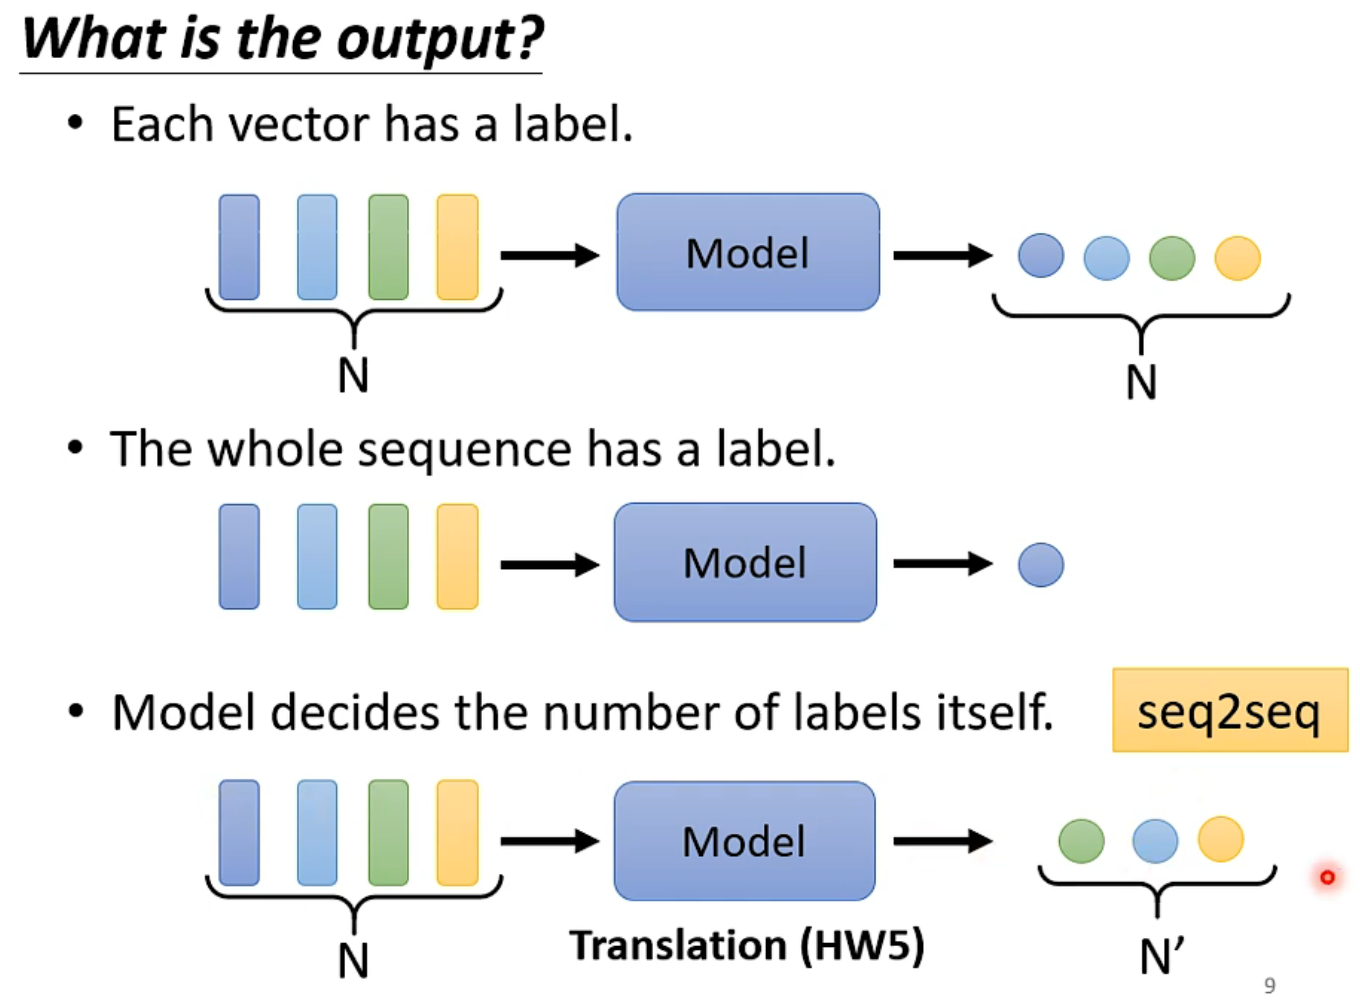 What is the output?
• Each vector has a label.
Model
N
N
• The whole sequence has a label.
Model
• Model decides the number of labels itself.
seq2seq
Model
Translation (HW5)
N
N’
9